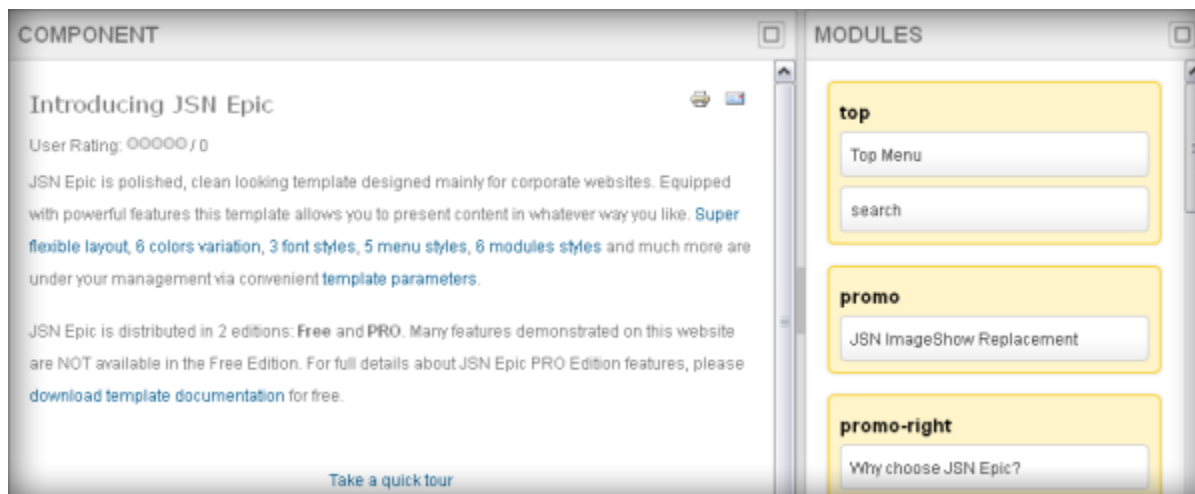 COMPONENT
Introducing JSN Epic
User Rating: 00000 / 0
JSN Epic is polished, clean looking template designed mainly for corporate websites. Equipped
with powerful features this template allows you to present content in whatever way you like. Super
flexible layout, 6 colors variation, 3 font styles, 5 menu styles, 6 modules styles and much more are
under your management via convenient template parameters.
JSN Epic is distributed in 2 editions: Free and PRO. Many features demonstrated on this website
are NOT available in the Free Edition. For full details about JSN Epic PRO Edition features, please
download template documentation for free.
Take a quick tour
MODULES
top
Top Menu
search
promo
JSN ImageShow Replacement
promo-right
Why choose JSN Epic?